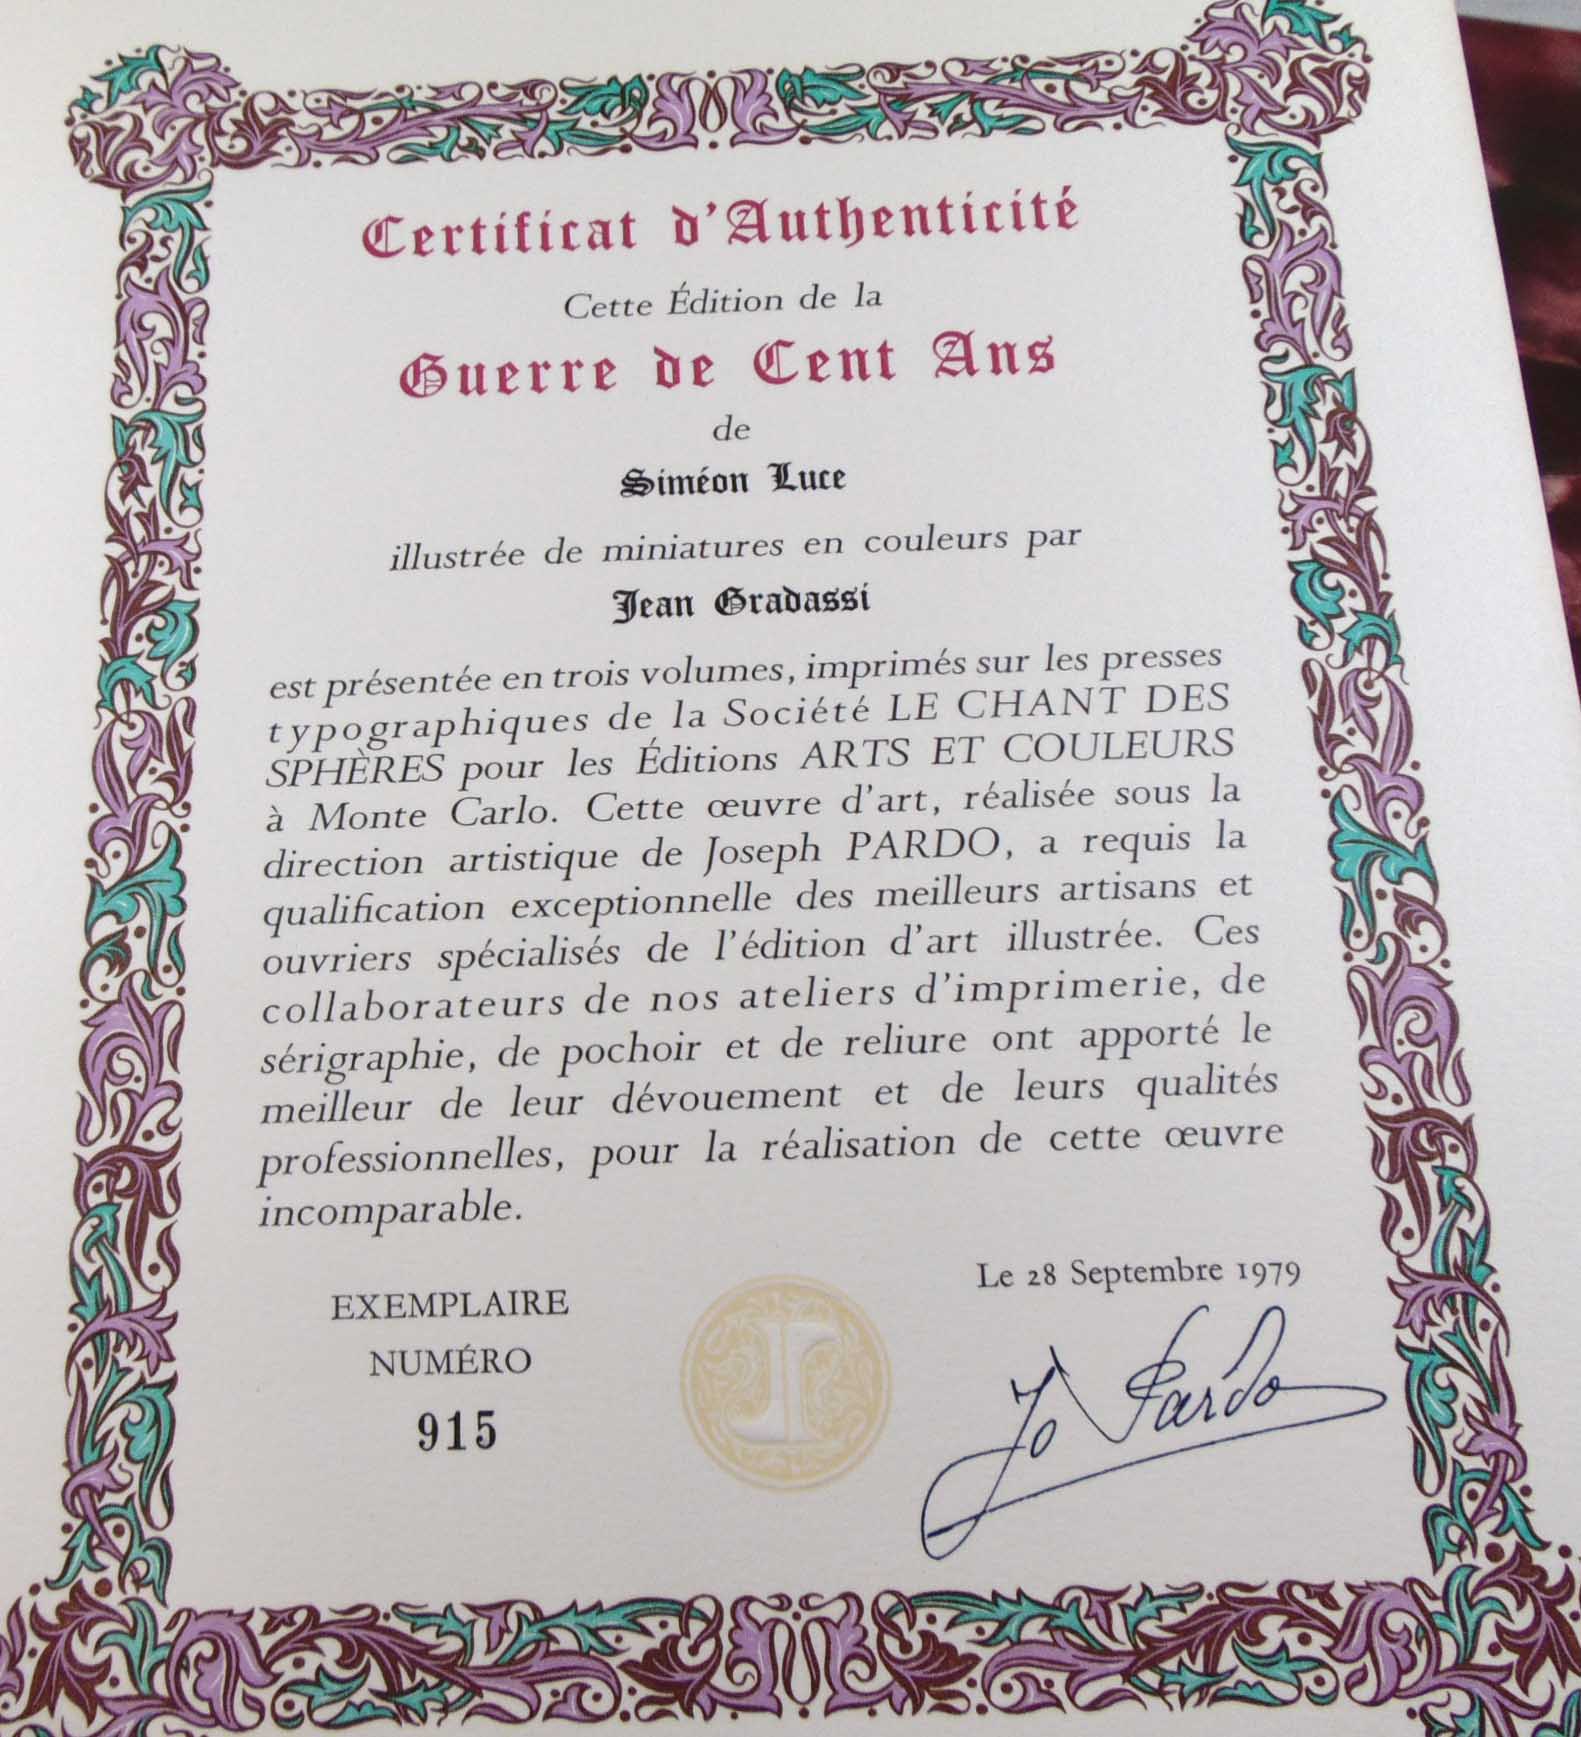 Certificat d'Authenticité
Cette Édition de la
Guerre de Cent Ans
de
Siméon Luce
illustrée de miniatures en couleurs par
Jean Gradassi
est présentée en trois volumes, imprimés sur les presses
typographiques de la Société LE CHANT DES
SPHÈRES pour les Éditions ARTS ET COULEURS
à Monte Carlo. Cette œuvre d'art, réalisée sous la
direction artistique de Joseph PARDO, a requis la
qualification exceptionnelle des meilleurs artisans et
ouvriers spécialisés de l'édition d'art illustrée. Ces
collaborateurs de nos ateliers d'imprimerie, de
sérigraphie, de pochoir et de reliure ont apporté le
meilleur de leur dévouement et de leurs qualités
professionnelles, pour la réalisation de cette œuvre
incomparable.
Le 28 Septembre 1979
EXEMPLAIRE
NUMÉRO
915
Jo Pardo